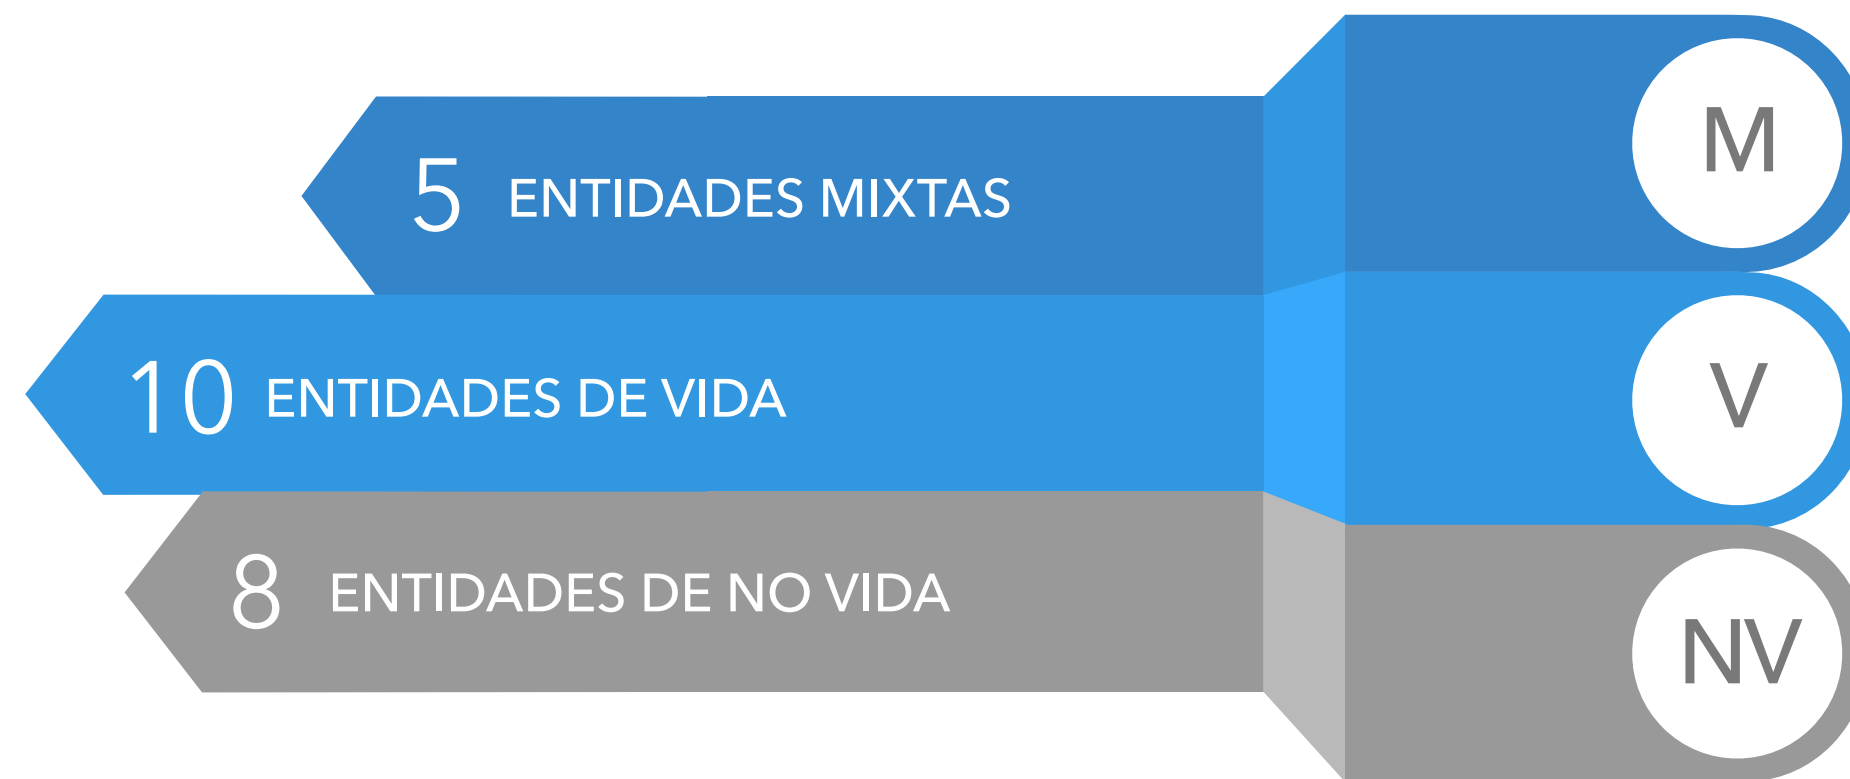 5 ENTIDADES MIXTAS
M
10 ENTIDADES DE VIDA
V
8 ENTIDADES DE NO VIDA
NV